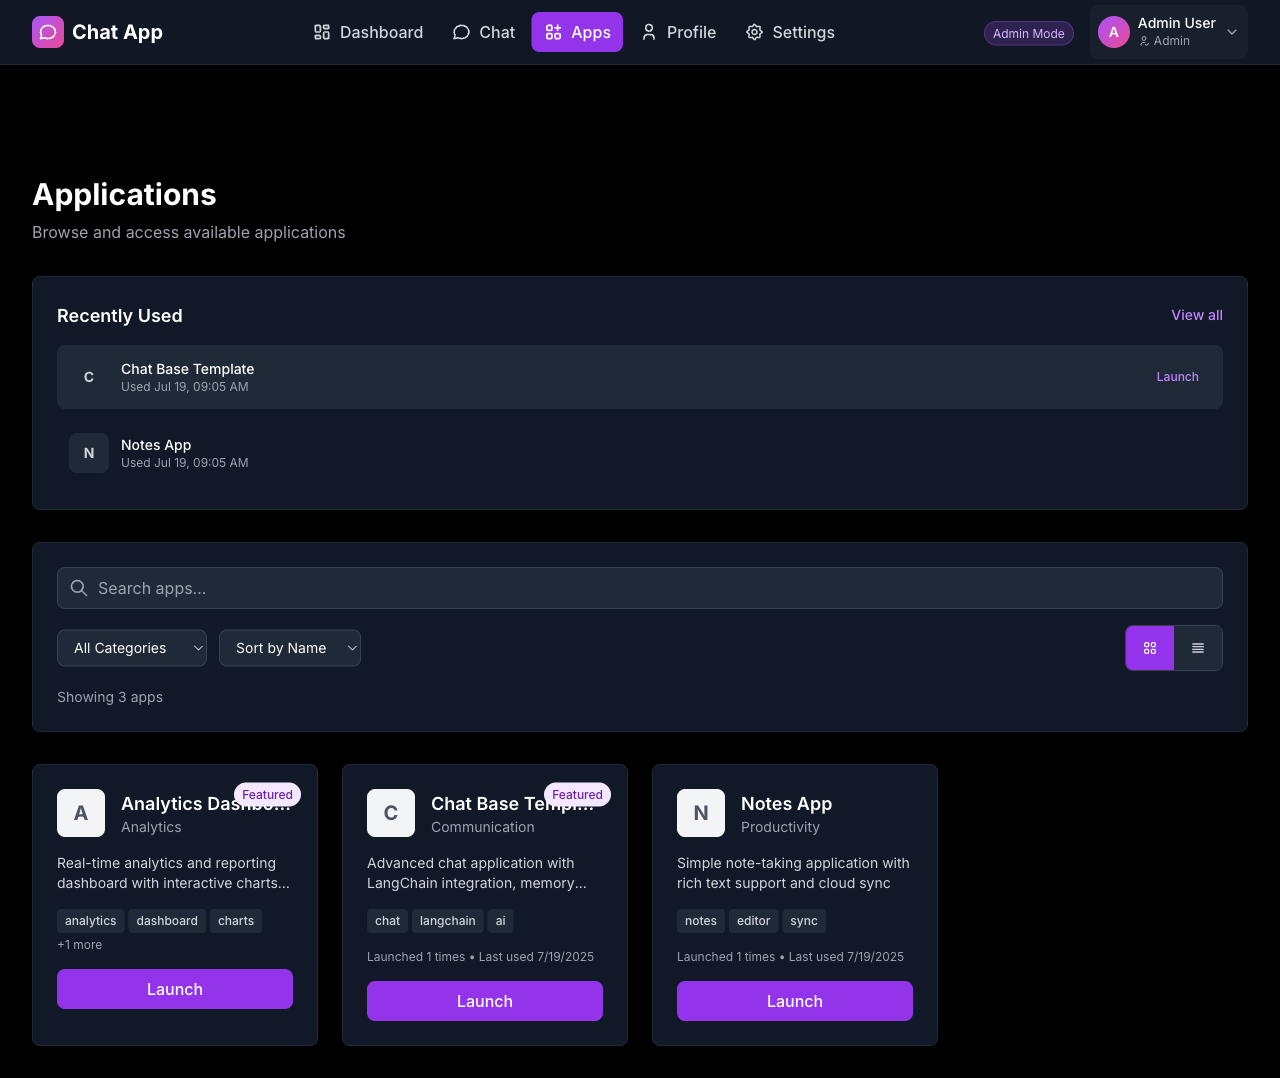 Chat App
Dashboard
Chat
Apps
Profile
Settings
Admin Mode
A
Admin User
Admin
Applications
Browse and access available applications
Recently Used
View all
C
Chat Base Template
Used Jul 19, 09:05 AM
Launch
N
Notes App
Used Jul 19, 09:05 AM
Search apps...
All Categories
Sort by Name
Showing 3 apps
A
Analytics
Featured
Analytics
Real-time analytics and reporting
dashboard with interactive charts...
analytics
dashboard
charts
+1 more
Launch
C
Chat Base
Featured
Communication
Advanced chat application with
LangChain integration, memory...
chat
langchain
ai
Launched 1 times • Last used 7/19/2025
Launch
N
Notes App
Productivity
Simple note-taking application with
rich text support and cloud sync
notes
editor
sync
Launched 1 times • Last used 7/19/2025
Launch